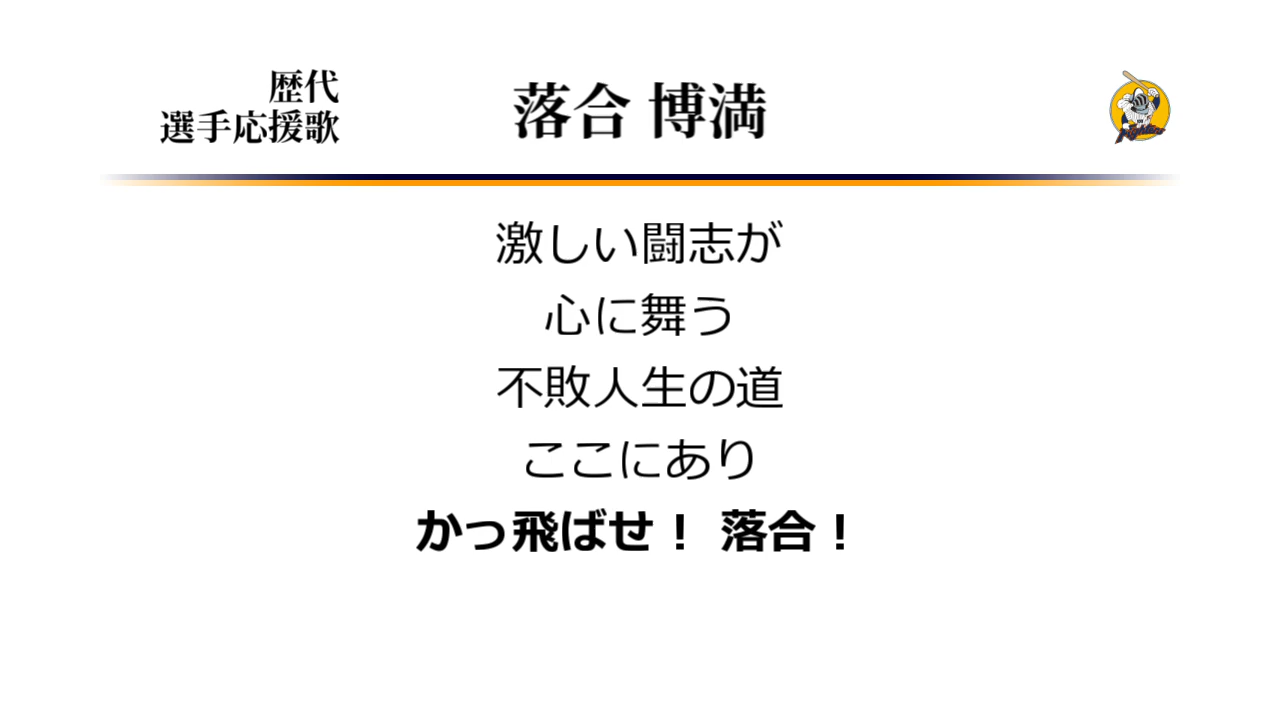 歴代
選手応援歌
落合 博満
Fighters
激しい闘志が
心に舞う
不敗人生の道
ここにあり
かっ飛ばせ！ 落合！